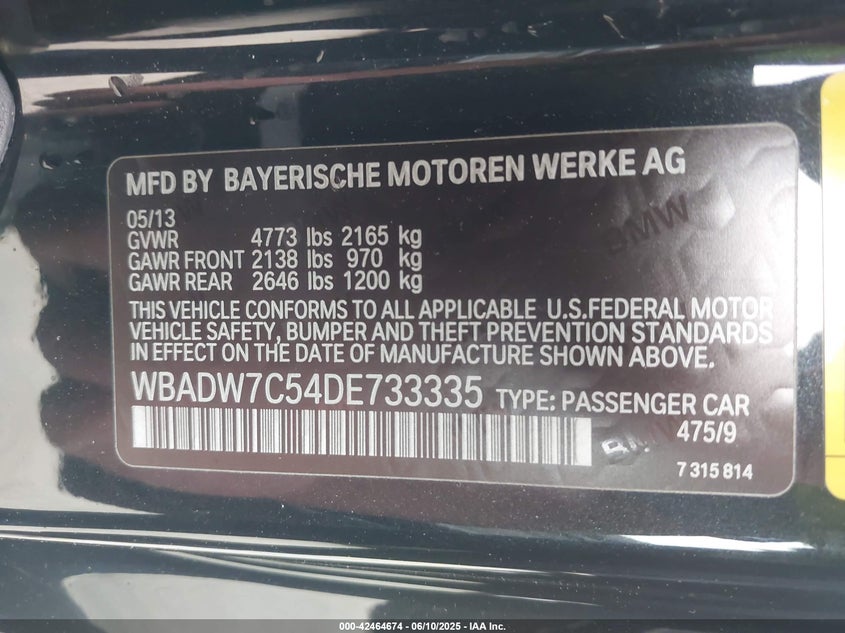 MFD BY BAYERISCHE MOTOREN WERKE AG
BMW
05/13
GVWR 4773 lbs 2165 kg
GAWR FRONT 2138 lbs 970 kg
GAWR REAR 2646 lbs 1200 kg
THIS VEHICLE CONFORMS TO ALL APPLICABLE U.S.FEDERAL MOTOR
VEHICLE SAFETY, BUMPER AND THEFT PREVENTION STANDARDS
IN EFFECT ON THE DATE OF MANUFACTURE SHOWN ABOVE.
WBADW7C54DE733335 TYPE: PASSENGER CAR
475/9
BMW
7 315 814
000-42464674 / 06/10/2025 - IAA Inc.